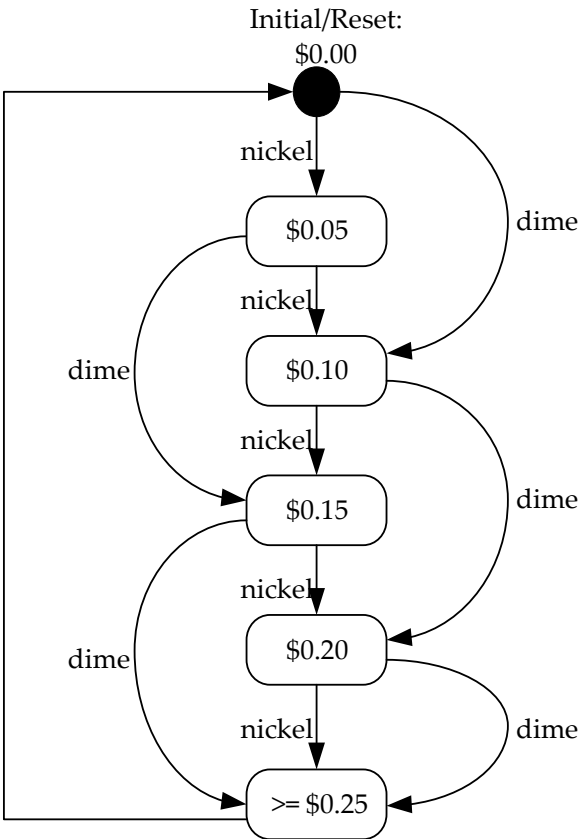 Initial/Reset:
$0.00
nickel
dime
$0.05
nickel
dime
$0.10
nickel
dime
$0.15
nickel
dime
$0.20
nickel
dime
>= $0.25